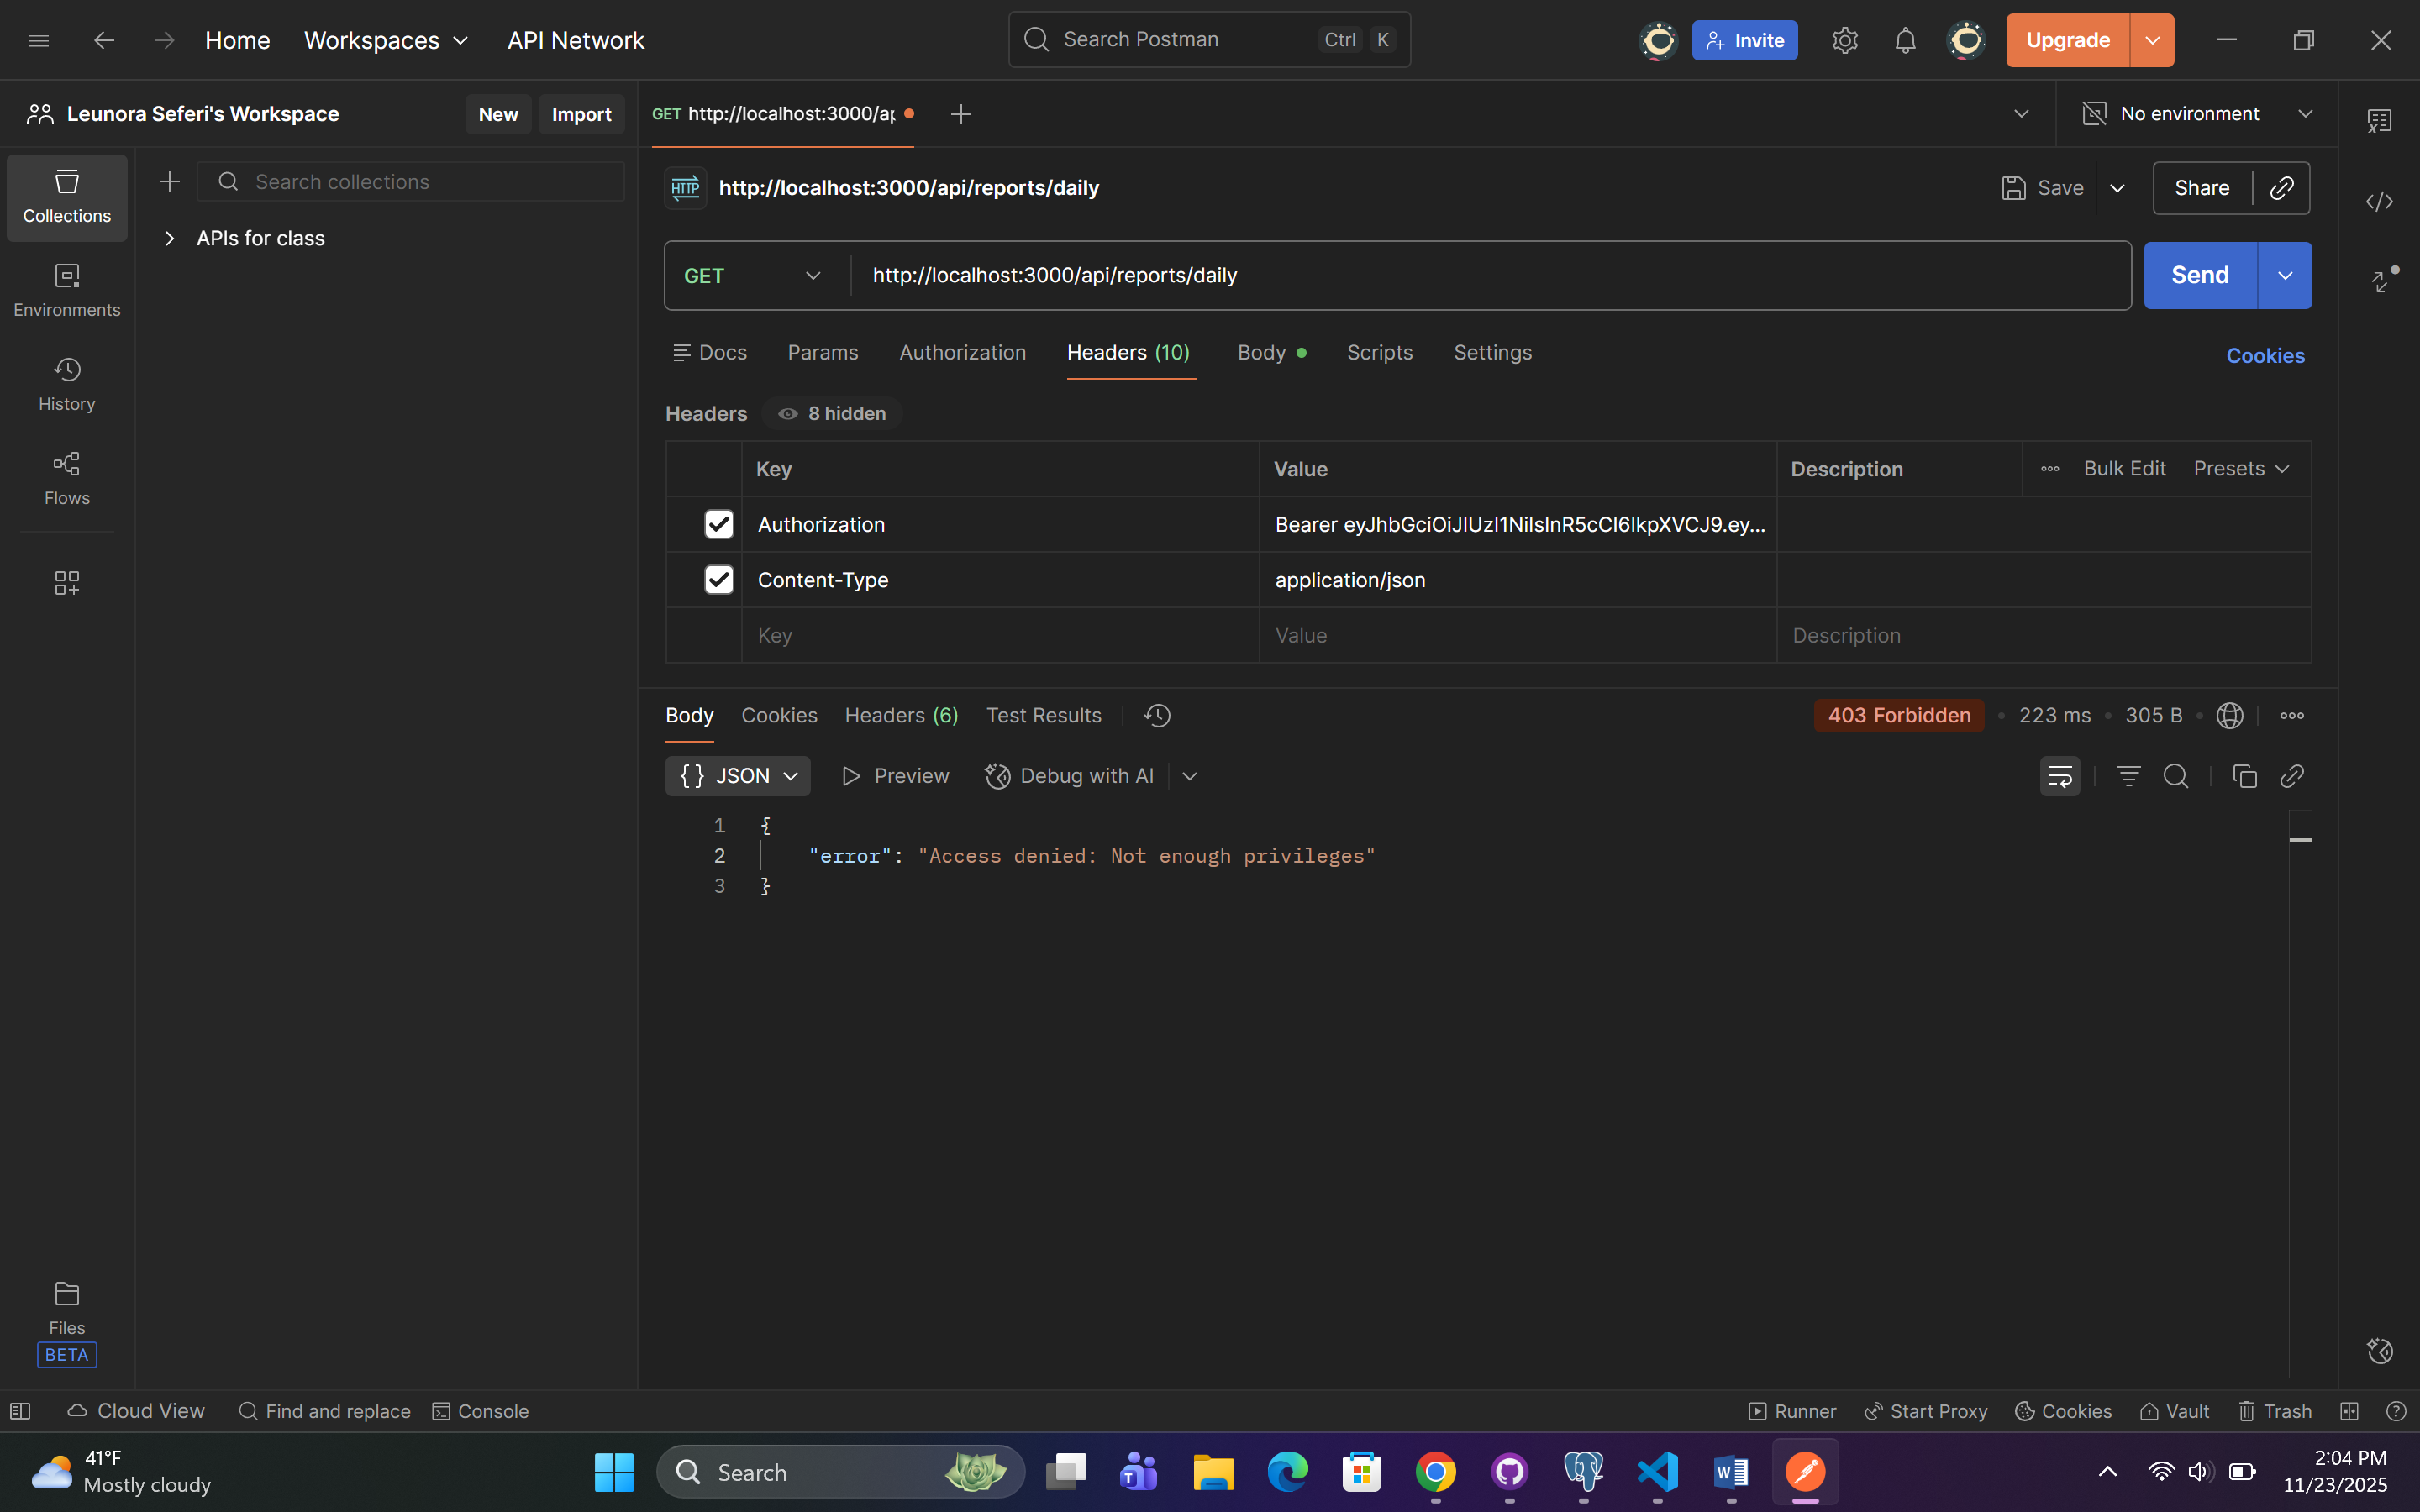 Home Workspaces API Network
Search Postman Ctrl K
Invite
Upgrade
Leunora Seferi's Workspace New Import
GET http://localhost:3000/ap
No environment
Collections
Search collections
APIs for class
Environments
History
Flows
Files
BETA
HTTP http://localhost:3000/api/reports/daily
Save Share
GET http://localhost:3000/api/reports/daily
Send
Docs Params Authorization Headers (10) Body Scripts Settings
Cookies
Headers 8 hidden
Key Value Description Bulk Edit Presets
Authorization Bearer eyJhbGciOiJIUzI1NiIsInR5cCI6IkpXVCJ9.ey...
Content-Type application/json
Key Value Description
Body Cookies Headers (6) Test Results
403 Forbidden • 223 ms • 305 B
{} JSON Preview Debug with AI
1 {
2 "error": "Access denied: Not enough privileges"
3 }
Cloud View Find and replace Console
Runner Start Proxy Cookies Vault Trash
41°F
Mostly cloudy
Search
2:04 PM
11/23/2025